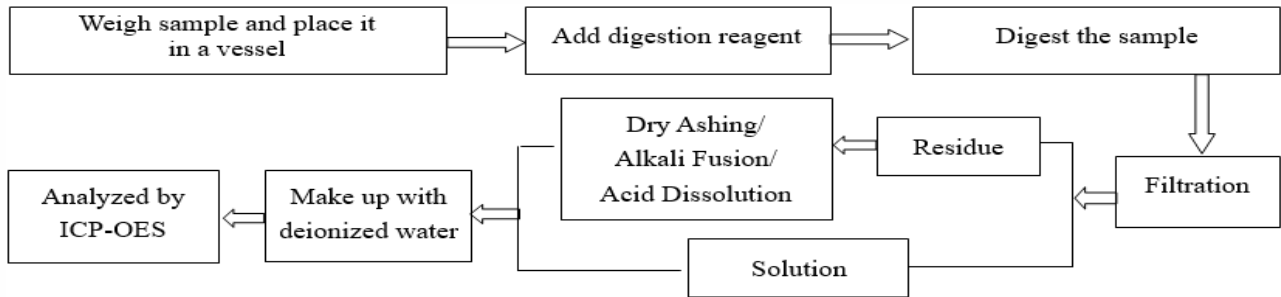 Weigh sample and place it
in a vessel
Add digestion reagent
Digest the sample
Filtration
Residue
Dry Ashing/
Alkali Fusion/
Acid Dissolution
Solution
Make up with
deionized water
Analyzed by
ICP-OES